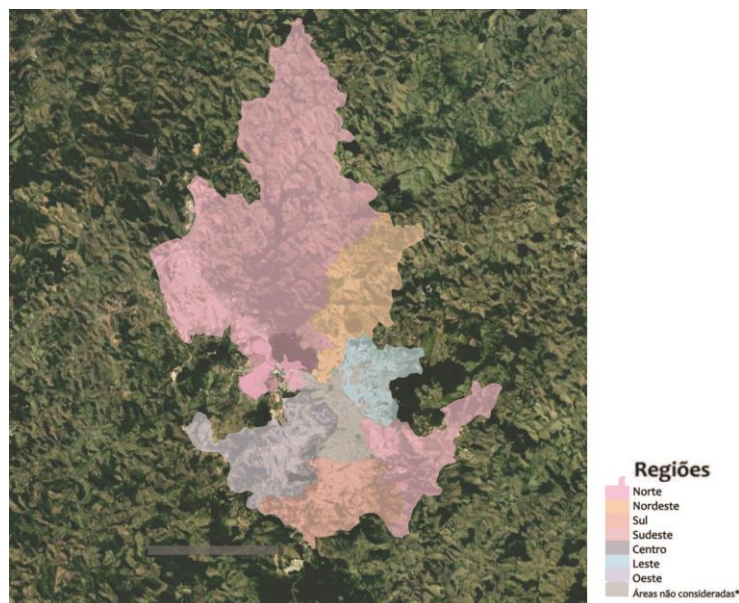 Regiões
Norte
Nordeste
Sul
Sudeste
Centro
Leste
Oeste
Áreas não consideradas*